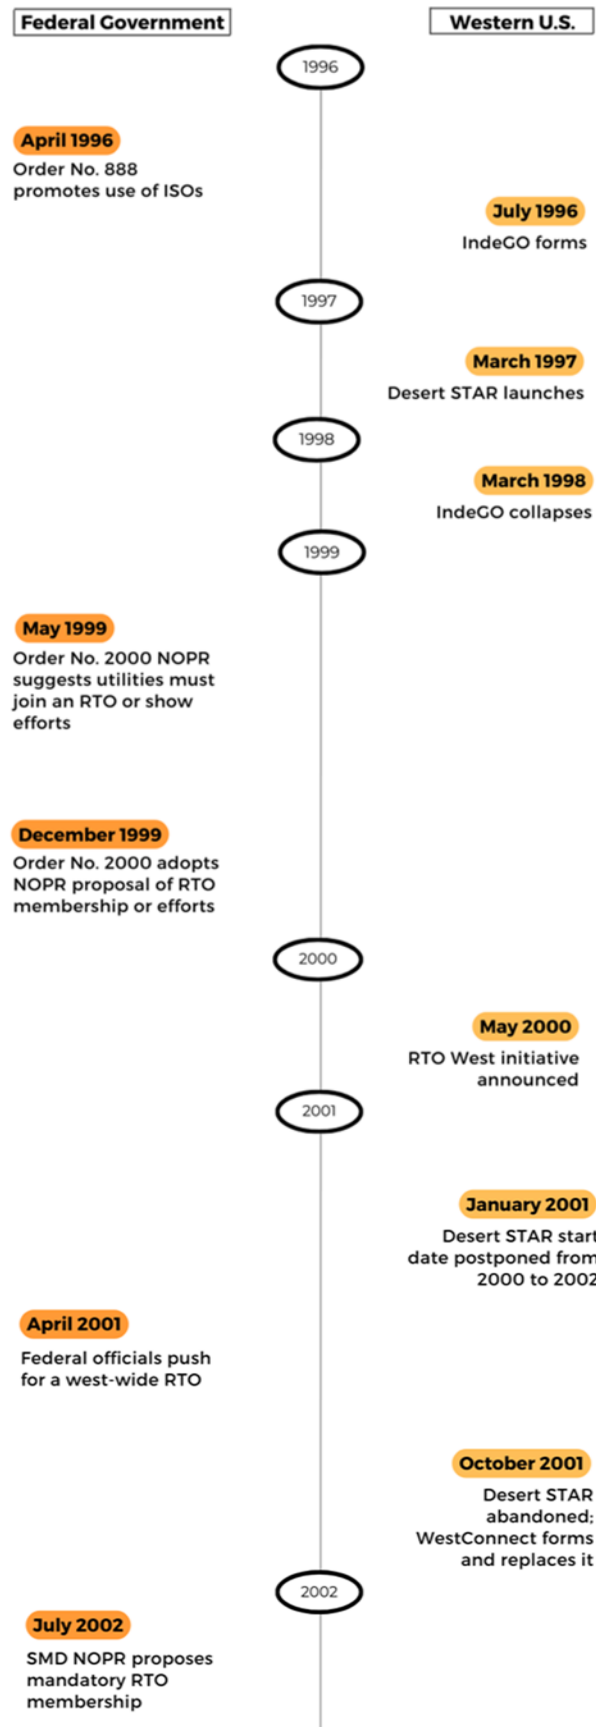 Federal Government
Western U.S.
1996
April 1996
Order No. 888
promotes use of ISOs
July 1996
IndeGO forms
1997
March 1997
Desert STAR launches
1998
March 1998
IndeGO collapses
1999
May 1999
Order No. 2000 NOPR
suggests utilities must
join an RTO or show
efforts
December 1999
Order No. 2000 adopts
NOPR proposal of RTO
membership or efforts
2000
May 2000
RTO West initiative
announced
2001
January 2001
Desert STAR start
date postponed from
2000 to 2002
April 2001
Federal officials push
for a west-wide RTO
October 2001
Desert STAR
abandoned;
WestConnect forms
and replaces it
2002
July 2002
SMD NOPR proposes
mandatory RTO
membership